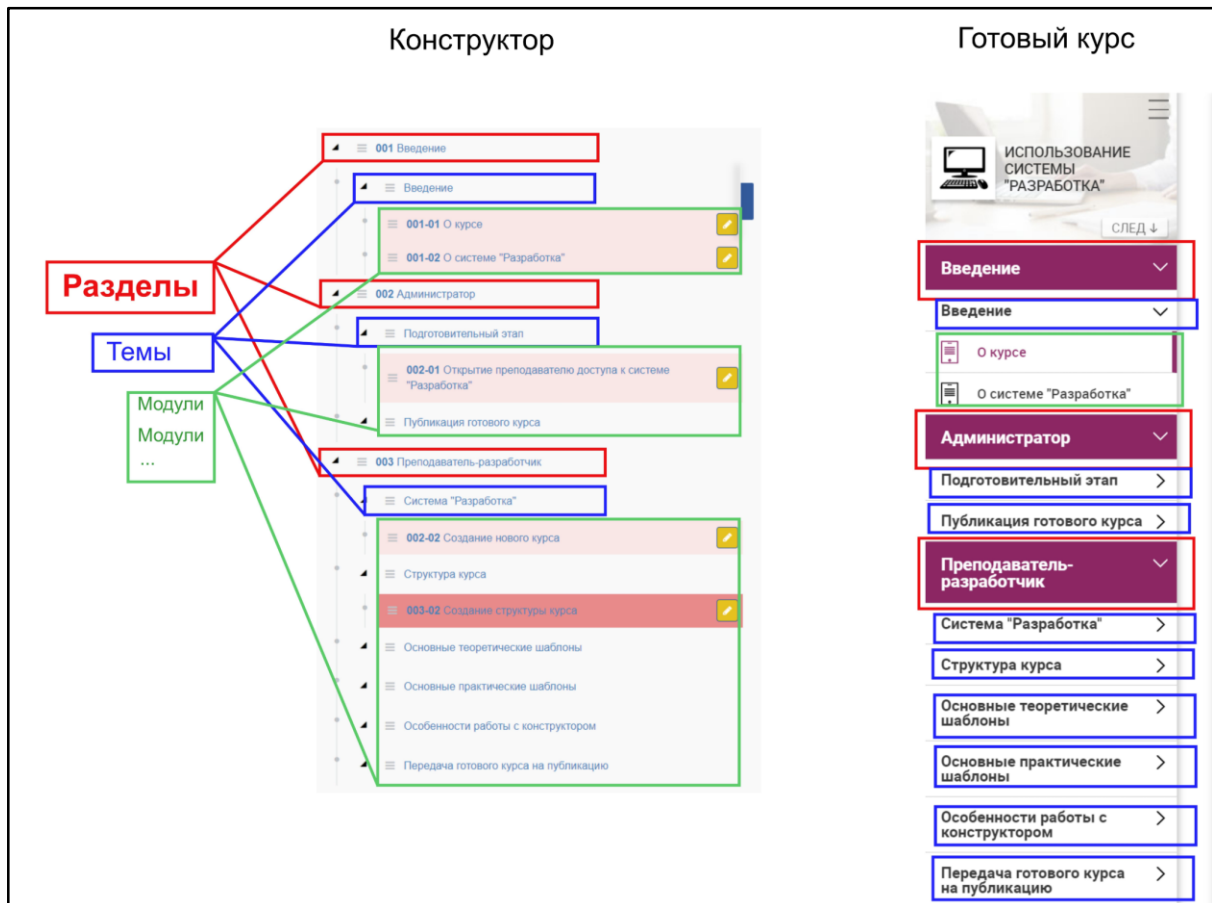 Конструктор
Готовый курс
Разделы
Темы
Модули
Модули
...
001 Введение
Введение
001-01 О курсе
001-02 О системе "Разработка"
002 Администратор
Подготовительный этап
002-01 Открытие преподавателю доступа к системе
"Разработка"
Публикация готового курса
003 Преподаватель-разработчик
Система "Разработка"
002-02 Создание нового курса
Структура курса
003-02 Создание структуры курса
Основные теоретические шаблоны
Основные практические шаблоны
Особенности работы с конструктором
Передача готового курса на публикацию
ИСПОЛЬЗОВАНИЕ
СИСТЕМЫ
"РАЗРАБОТКА"
СЛЕД ↓
Введение
Введение
О курсе
О системе "Разработка"
Администратор
Подготовительный этап
Публикация готового курса
Преподаватель-
разработчик
Система "Разработка"
Структура курса
Основные теоретические
шаблоны
Основные практические
шаблоны
Особенности работы с
конструктором
Передача готового курса
на публикацию